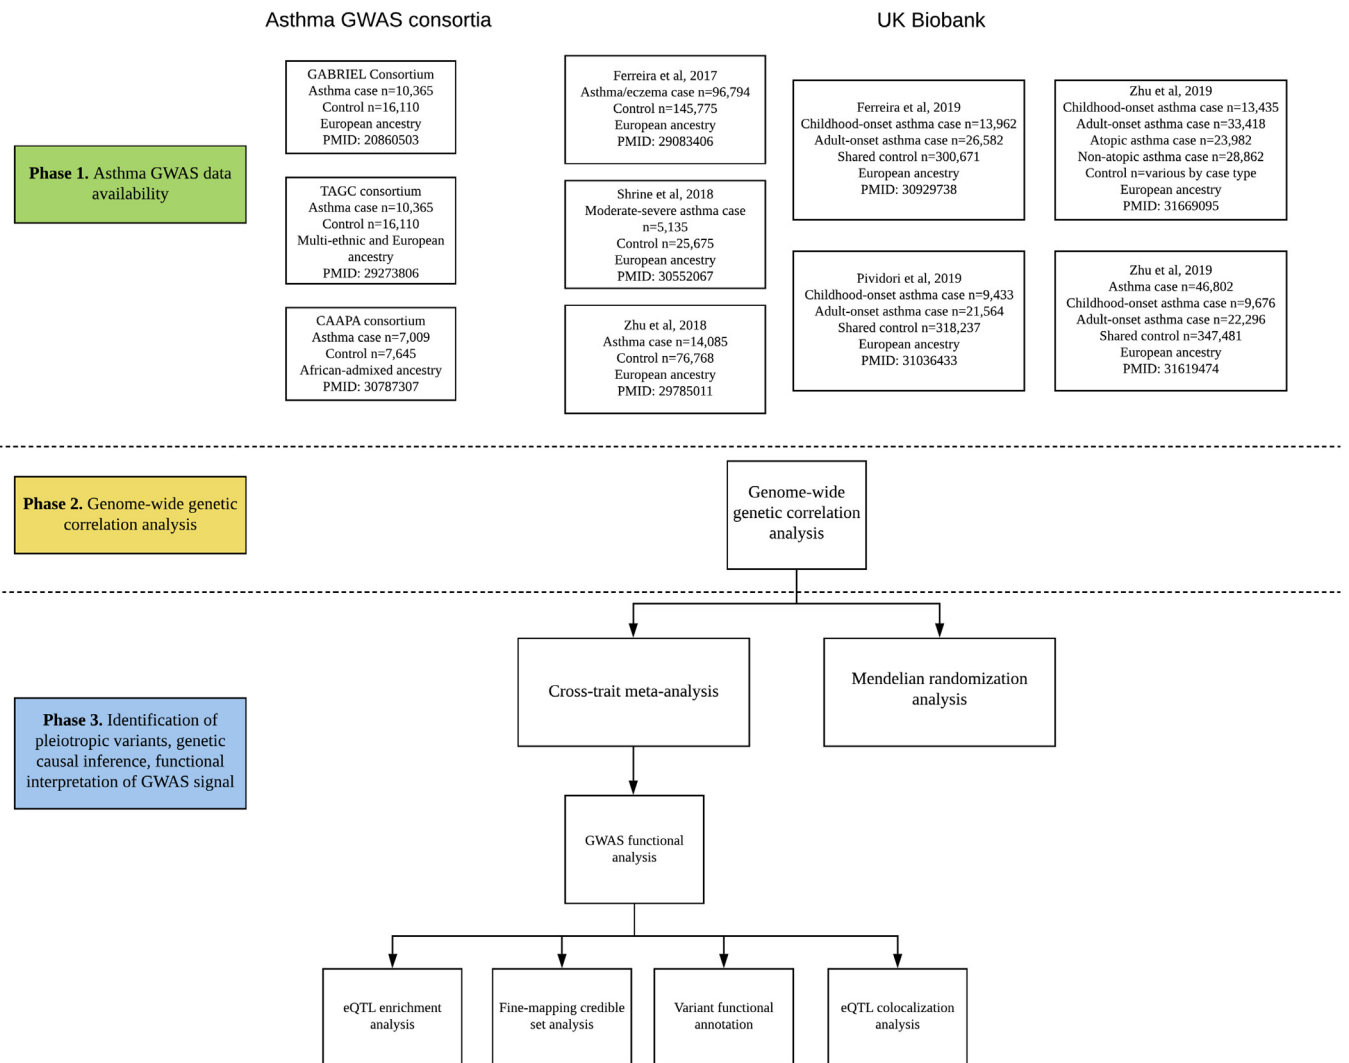 Asthma GWAS consortia
UK Biobank
Phase 1. Asthma GWAS data
availability
GABRIEL Consortium
Asthma case n=10,365
Control n=16,110
European ancestry
PMID: 20860503
TAGC consortium
Asthma case n=10,365
Control n=16,110
Multi-ethnic and European
ancestry
PMID: 29273806
CAAPA consortium
Asthma case n=7,009
Control n=7,645
African-admixed ancestry
PMID: 30787307
Ferreira et al, 2017
Asthma/eczema case n=96,794
Control n=145,775
European ancestry
PMID: 29083406
Shrine et al, 2018
Moderate-severe asthma case
n=5,135
Control n=25,675
European ancestry
PMID: 30552067
Zhu et al, 2018
Asthma case n=14,085
Control n=76,768
European ancestry
PMID: 29785011
Ferreira et al, 2019
Childhood-onset asthma case n=13,962
Adult-onset asthma case n=26,582
Shared control n=300,671
European ancestry
PMID: 30929738
Pividori et al, 2019
Childhood-onset asthma case n=9,433
Adult-onset asthma case n=21,564
Shared control n=318,237
European ancestry
PMID: 31036433
Zhu et al, 2019
Childhood-onset asthma case n=13,435
Adult-onset asthma case n=33,418
Atopic asthma case n=23,982
Non-atopic asthma case n=28,862
Control n=various by case type
European ancestry
PMID: 31669095
Zhu et al, 2019
Asthma case n=46,802
Childhood-onset asthma case n=9,676
Adult-onset asthma case n=22,296
Shared control n=347,481
European ancestry
PMID: 31619474
Phase 2. Genome-wide genetic
correlation analysis
Genome-wide
genetic correlation
analysis
Phase 3. Identification of
pleiotropic variants, genetic
causal inference, functional
interpretation of GWAS signal
Cross-trait meta-analysis
Mendelian randomization
analysis
GWAS functional
analysis
eQTL enrichment
analysis
Fine-mapping credible
set analysis
Variant functional
annotation
eQTL colocalization
analysis